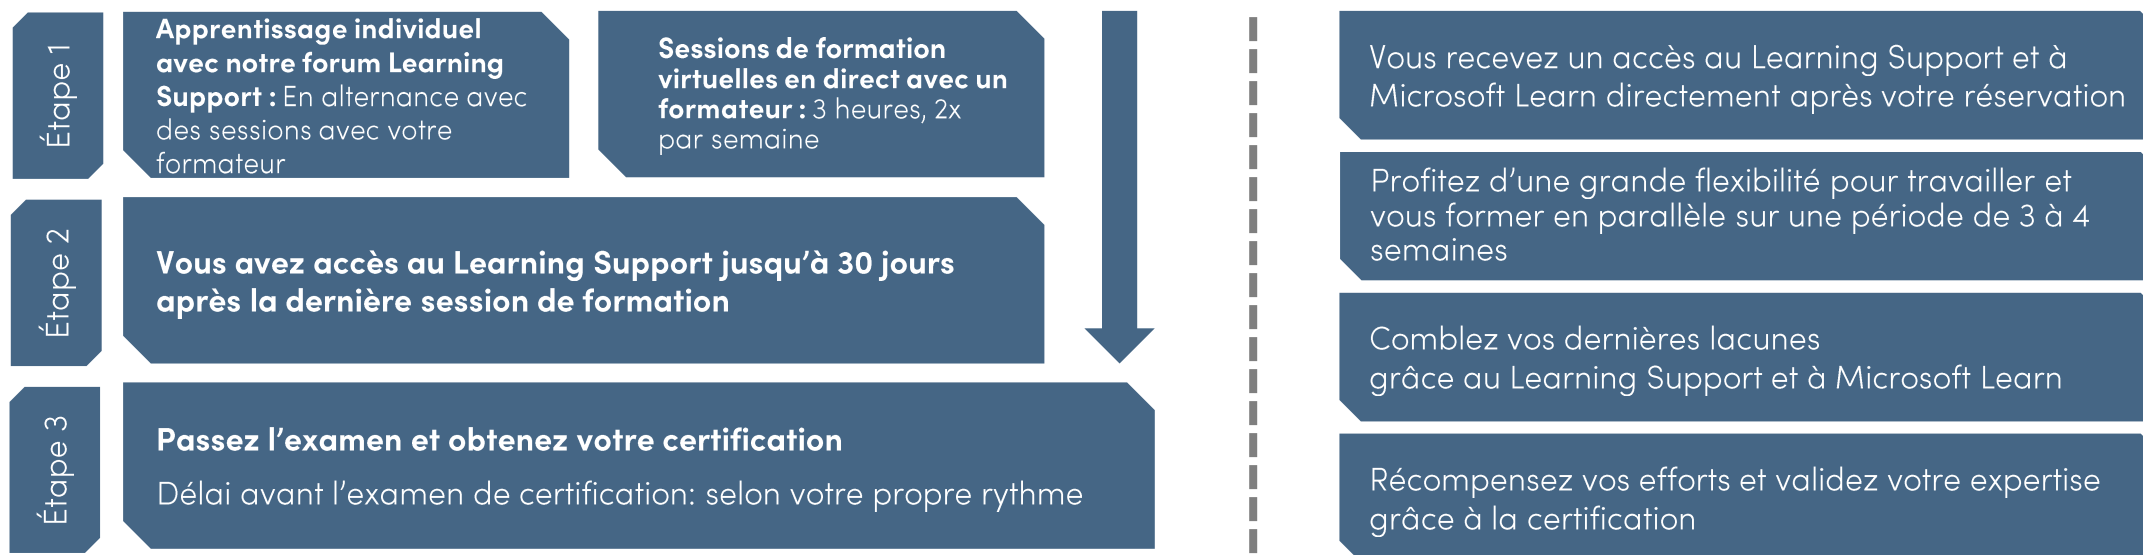 Étape 1
Apprentissage individuel
avec notre forum Learning
Support : En alternance avec
des sessions avec votre
formateur
Sessions de formation
virtuelles en direct avec un
formateur : 3 heures, 2x
par semaine
Étape 2
Vous avez accès au Learning Support jusqu’à 30 jours
après la dernière session de formation
Étape 3
Passez l’examen et obtenez votre certification
Délai avant l’examen de certification: selon votre propre rythme
Vous recevez un accès au Learning Support et à
Microsoft Learn directement après votre réservation
Profitez d’une grande flexibilité pour travailler et
vous former en parallèle sur une période de 3 à 4
semaines
Comblez vos dernières lacunes
grâce au Learning Support et à Microsoft Learn
Récompensez vos efforts et validez votre expertise
grâce à la certification